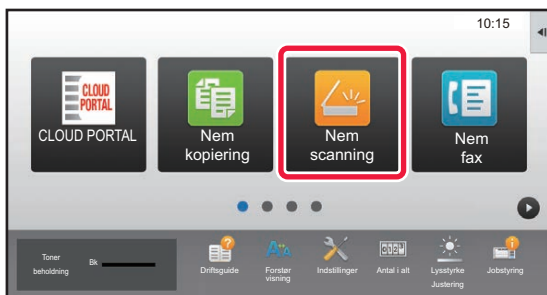 10:15
CLOUD
PORTAL
CLOUD PORTAL
Nem
kopiering
Nem
scanning
Nem
fax
Toner
beholdning
Bk
Driftsguide
Forstør
visning
Indstillinger
Antal i alt
Lysstyrke
Justering
Jobstyring